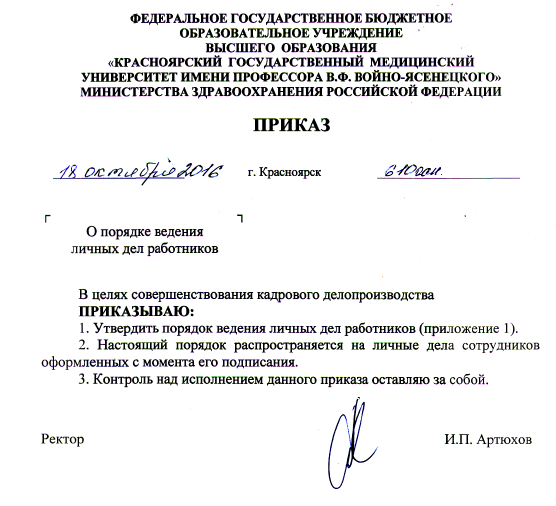 ФЕДЕРАЛЬНОЕ ГОСУДАРСТВЕННОЕ БЮДЖЕТНОЕ
ОБРАЗОВАТЕЛЬНОЕ УЧРЕЖДЕНИЕ
ВЫСШЕГО ОБРАЗОВАНИЯ
«КРАСНОЯРСКИЙ ГОСУДАРСТВЕННЫЙ МЕДИЦИНСКИЙ
УНИВЕРСИТЕТ ИМЕНИ ПРОФЕССОРА В.Ф. ВОЙНО-ЯСЕНЕЦКОГО»
МИНИСТЕРСТВА ЗДРАВООХРАНЕНИЯ РОССИЙСКОЙ ФЕДЕРАЦИИ
ПРИКАЗ
18 октября 2016 г. Красноярск
О порядке ведения
личных дел работников
В целях совершенствования кадрового делопроизводства
ПРИКАЗЫВАЮ:
1. Утвердить порядок ведения личных дел работников (приложение 1).
2. Настоящий порядок распространяется на личные дела сотрудников
оформленных с момента его подписания.
3. Контроль над исполнением данного приказа оставляю за собой.
Ректор И.П. Артюхов